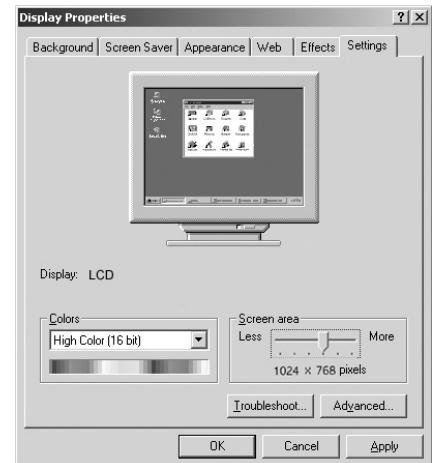 Display Properties
Background Screen Saver Appearance Web Effects Settings
Display: LCD
Colors
High Color (16 bit)
Screen area
Less More
1024 × 768 pixels
Troubleshoot... Advanced...
OK Cancel Apply